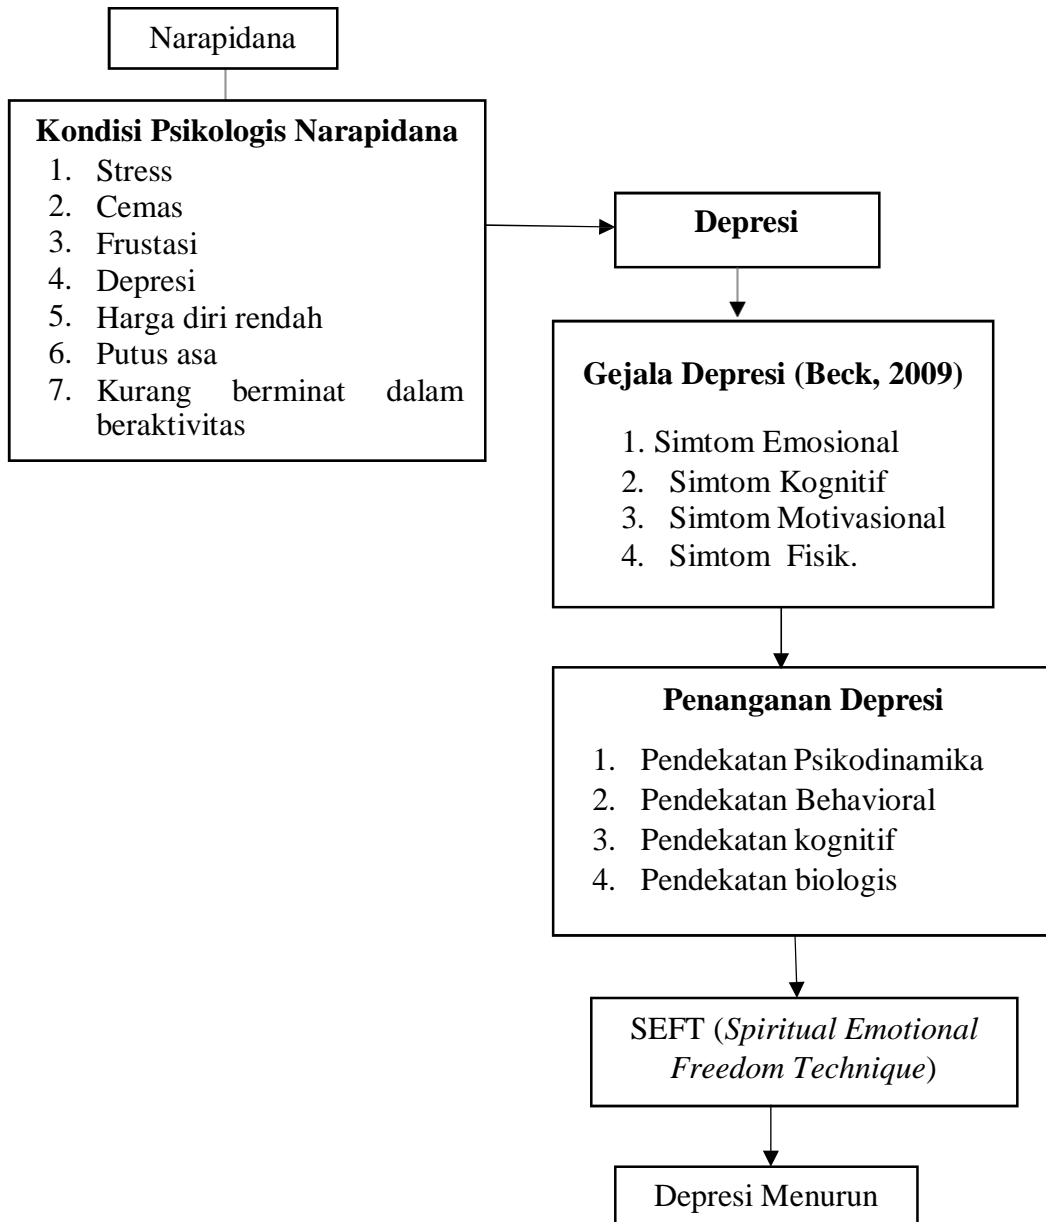 Narapidana
Kondisi Psikologis Narapidana
1. Stress
2. Cemas
3. Frustasi
4. Depresi
5. Harga diri rendah
6. Putus asa
7. Kurang berminat dalam
beraktivitas
Depresi
Gejala Depresi (Beck, 2009)
1. Simtom Emosional
2. Simtom Kognitif
3. Simtom Motivasional
4. Simtom Fisik.
Penanganan Depresi
1. Pendekatan Psikodinamika
2. Pendekatan Behavioral
3. Pendekatan kognitif
4. Pendekatan biologis
SEFT (Spiritual Emotional
Freedom Technique)
Depresi Menurun